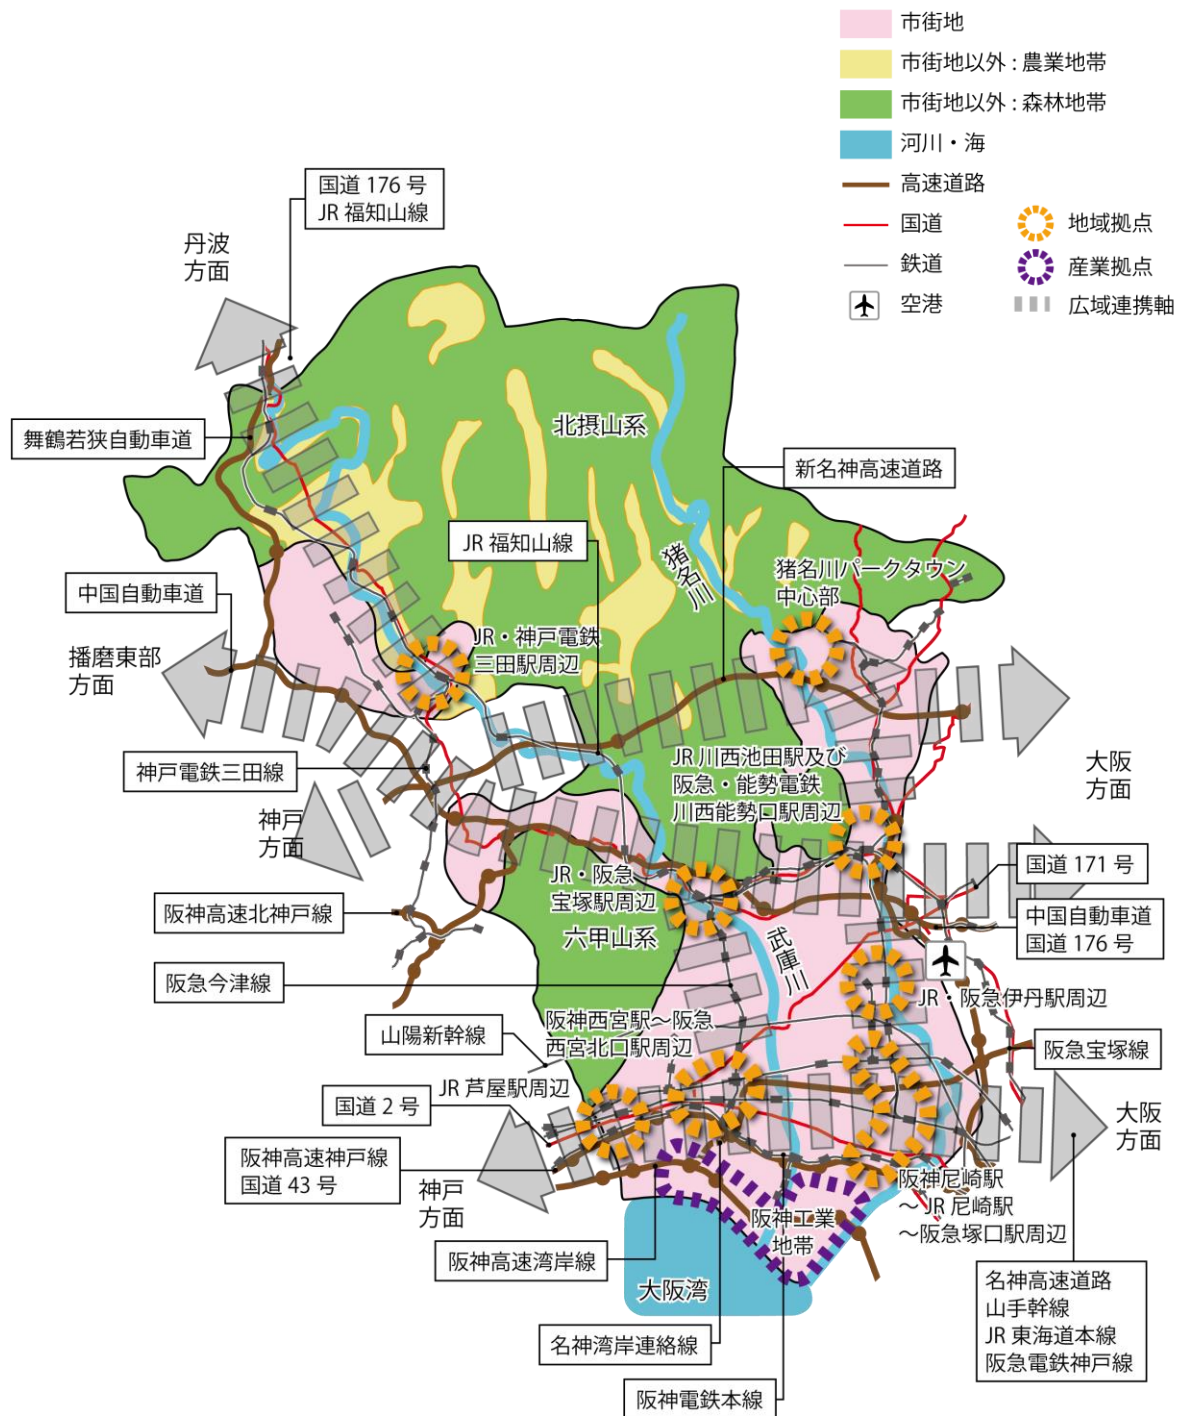 市街地
市街地以外：農業地帯
市街地以外：森林地帯
河川・海
高速道路
国道
地域拠点
鉄道
産業拠点
空港
広域連携軸
国道 176 号
JR 福知山線
丹波
方面
舞鶴若狭自動車道
北摂山系
新名神高速道路
JR 福知山線
猪名川
猪名川パークタウン
中心部
中国自動車道
JR・神戸電鉄
三田駅周辺
播磨東部
方面
神戸電鉄三田線
JR 川西池田駅及び
阪急・能勢電鉄
川西能勢口駅周辺
大阪
方面
神戸
方面
国道 171 号
JR・阪急
宝塚駅周辺
阪神高速北神戸線
六甲山系
武庫川
中国自動車道
国道 176 号
阪急今津線
JR・阪急伊丹駅周辺
山陽新幹線
阪神西宮駅～阪急
西宮北口駅周辺
阪急宝塚線
JR 芦屋駅周辺
国道 2 号
大阪
方面
阪神高速神戸線
国道 43 号
神戸
方面
阪神尼崎駅
～JR 尼崎駅
～阪急塚口駅周辺
阪神工業
地帯
阪神高速湾岸線
大阪湾
名神高速道路
山手幹線
JR 東海道本線
阪急電鉄神戸線
名神湾岸連絡線
阪神電鉄本線